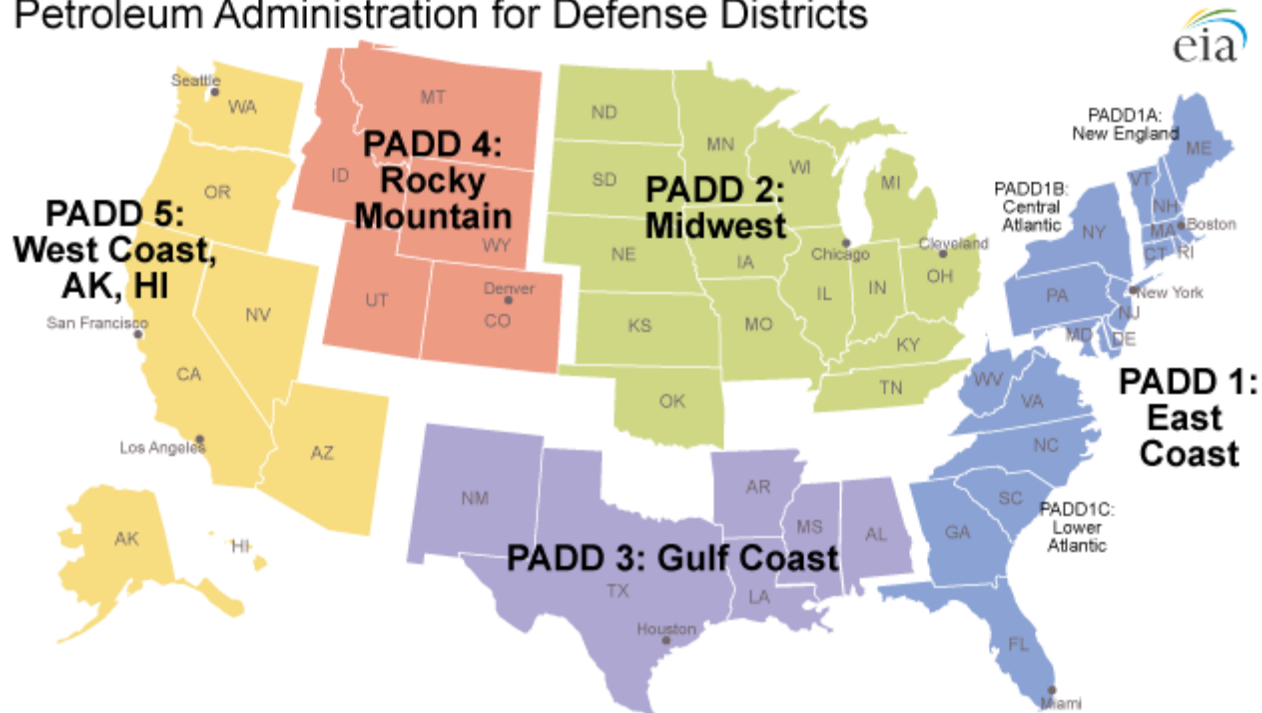 Petroleum Administration for Defense Districts
eia
Seattle
WA
OR
PADD 5:
West Coast,
AK, HI
San Francisco
NV
CA
Los Angeles
AZ
AK
HI
MT
PADD 4:
Rocky
Mountain
ID
WY
UT
Denver
CO
ND
MN
SD
WI
MI
PADD 2:
Midwest
NE
IA
Chicago
Cleveland
IL
IN
OH
KS
MO
KY
TN
OK
PADD1A:
New England
ME
VT
NH
PADD1B:
Central
Atlantic
NY
MA
Boston
CT
RI
PA
New York
NJ
MD
DE
WV
VA
PADD 1:
East
Coast
NC
SC
PADD1C:
Lower
Atlantic
GA
FL
Miami
NM
AR
MS
AL
PADD 3: Gulf Coast
TX
LA
Houston